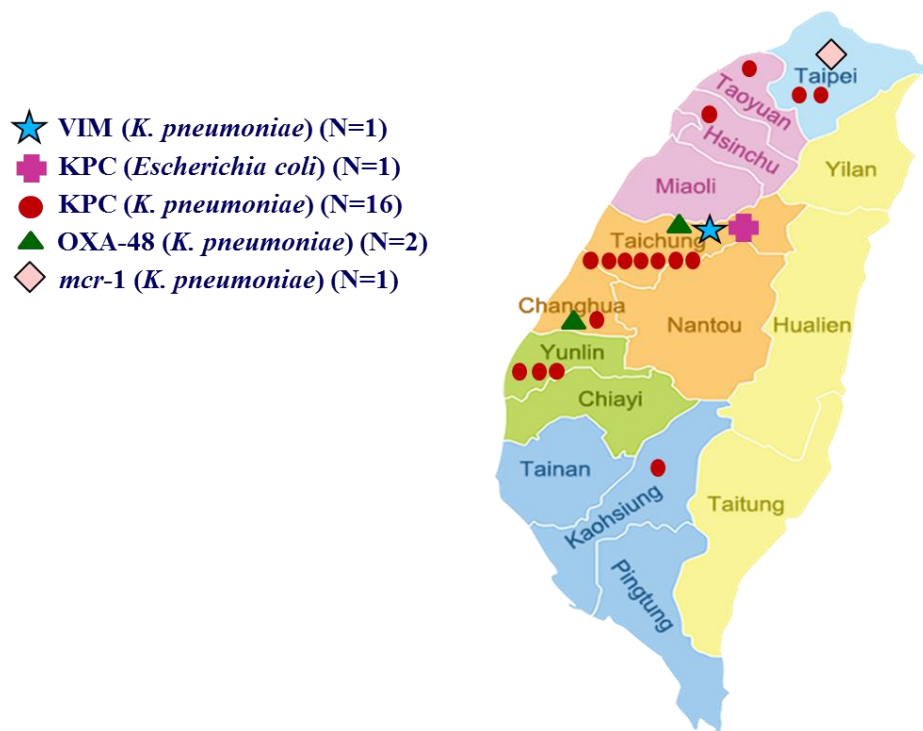 VIM (K. pneumoniae) (N=1)
KPC (Escherichia coli) (N=1)
KPC (K. pneumoniae) (N=16)
OXA-48 (K. pneumoniae) (N=2)
mcr-1 (K. pneumoniae) (N=1)
Taipei
Taoyuan
Hsinchu
Yilan
Miaoli
Taichung
Changhua
Nantou
Hualien
Yunlin
Chiayi
Tainan
Kaohsiung
Taitung
Pingtung